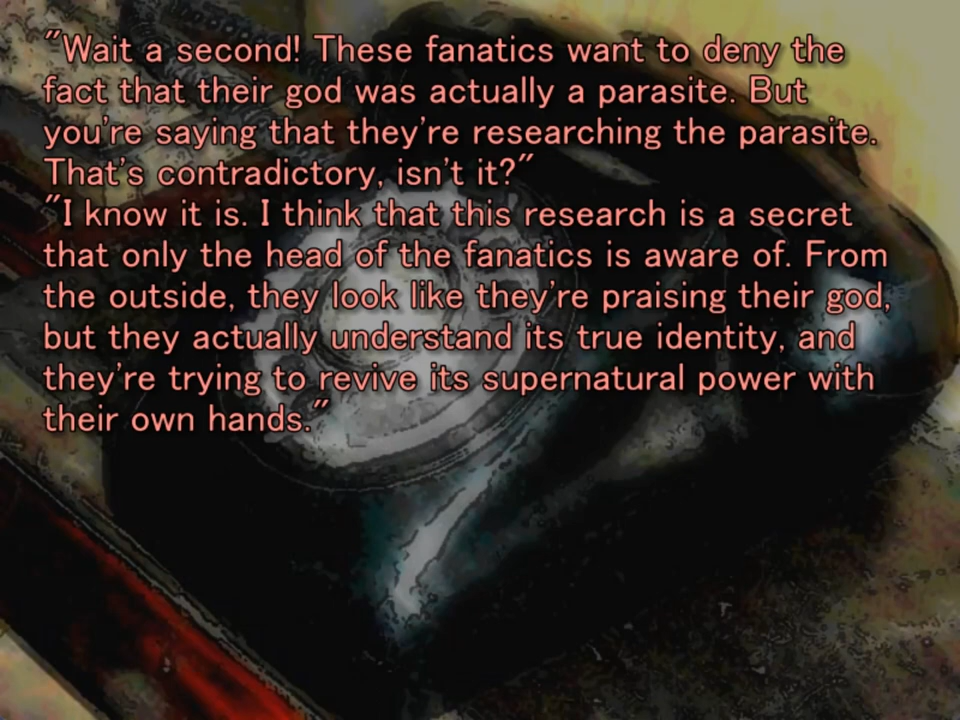 "Wait a second! These fanatics want to deny the
fact that their god was actually a parasite. But
you're saying that they're researching the parasite.
That's contradictory, isn't it?"
"I know it is. I think that this research is a secret
that only the head of the fanatics is aware of. From
the outside, they look like they're praising their god,
but they actually understand its true identity, and
they're trying to revive its supernatural power with
their own hands."